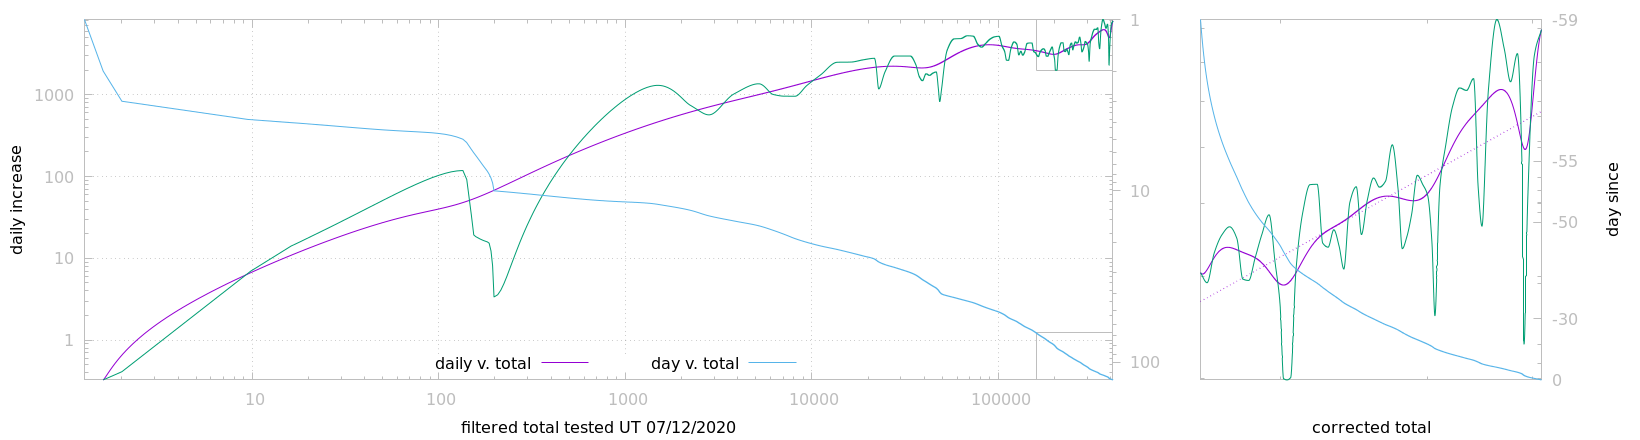 1000
100
10
1
daily increase
10
100
1000
10000
100000
filtered total tested UT 07/12/2020
daily v. total
day v. total
1
10
100
-59
-55
-50
-30
0
day since
corrected total